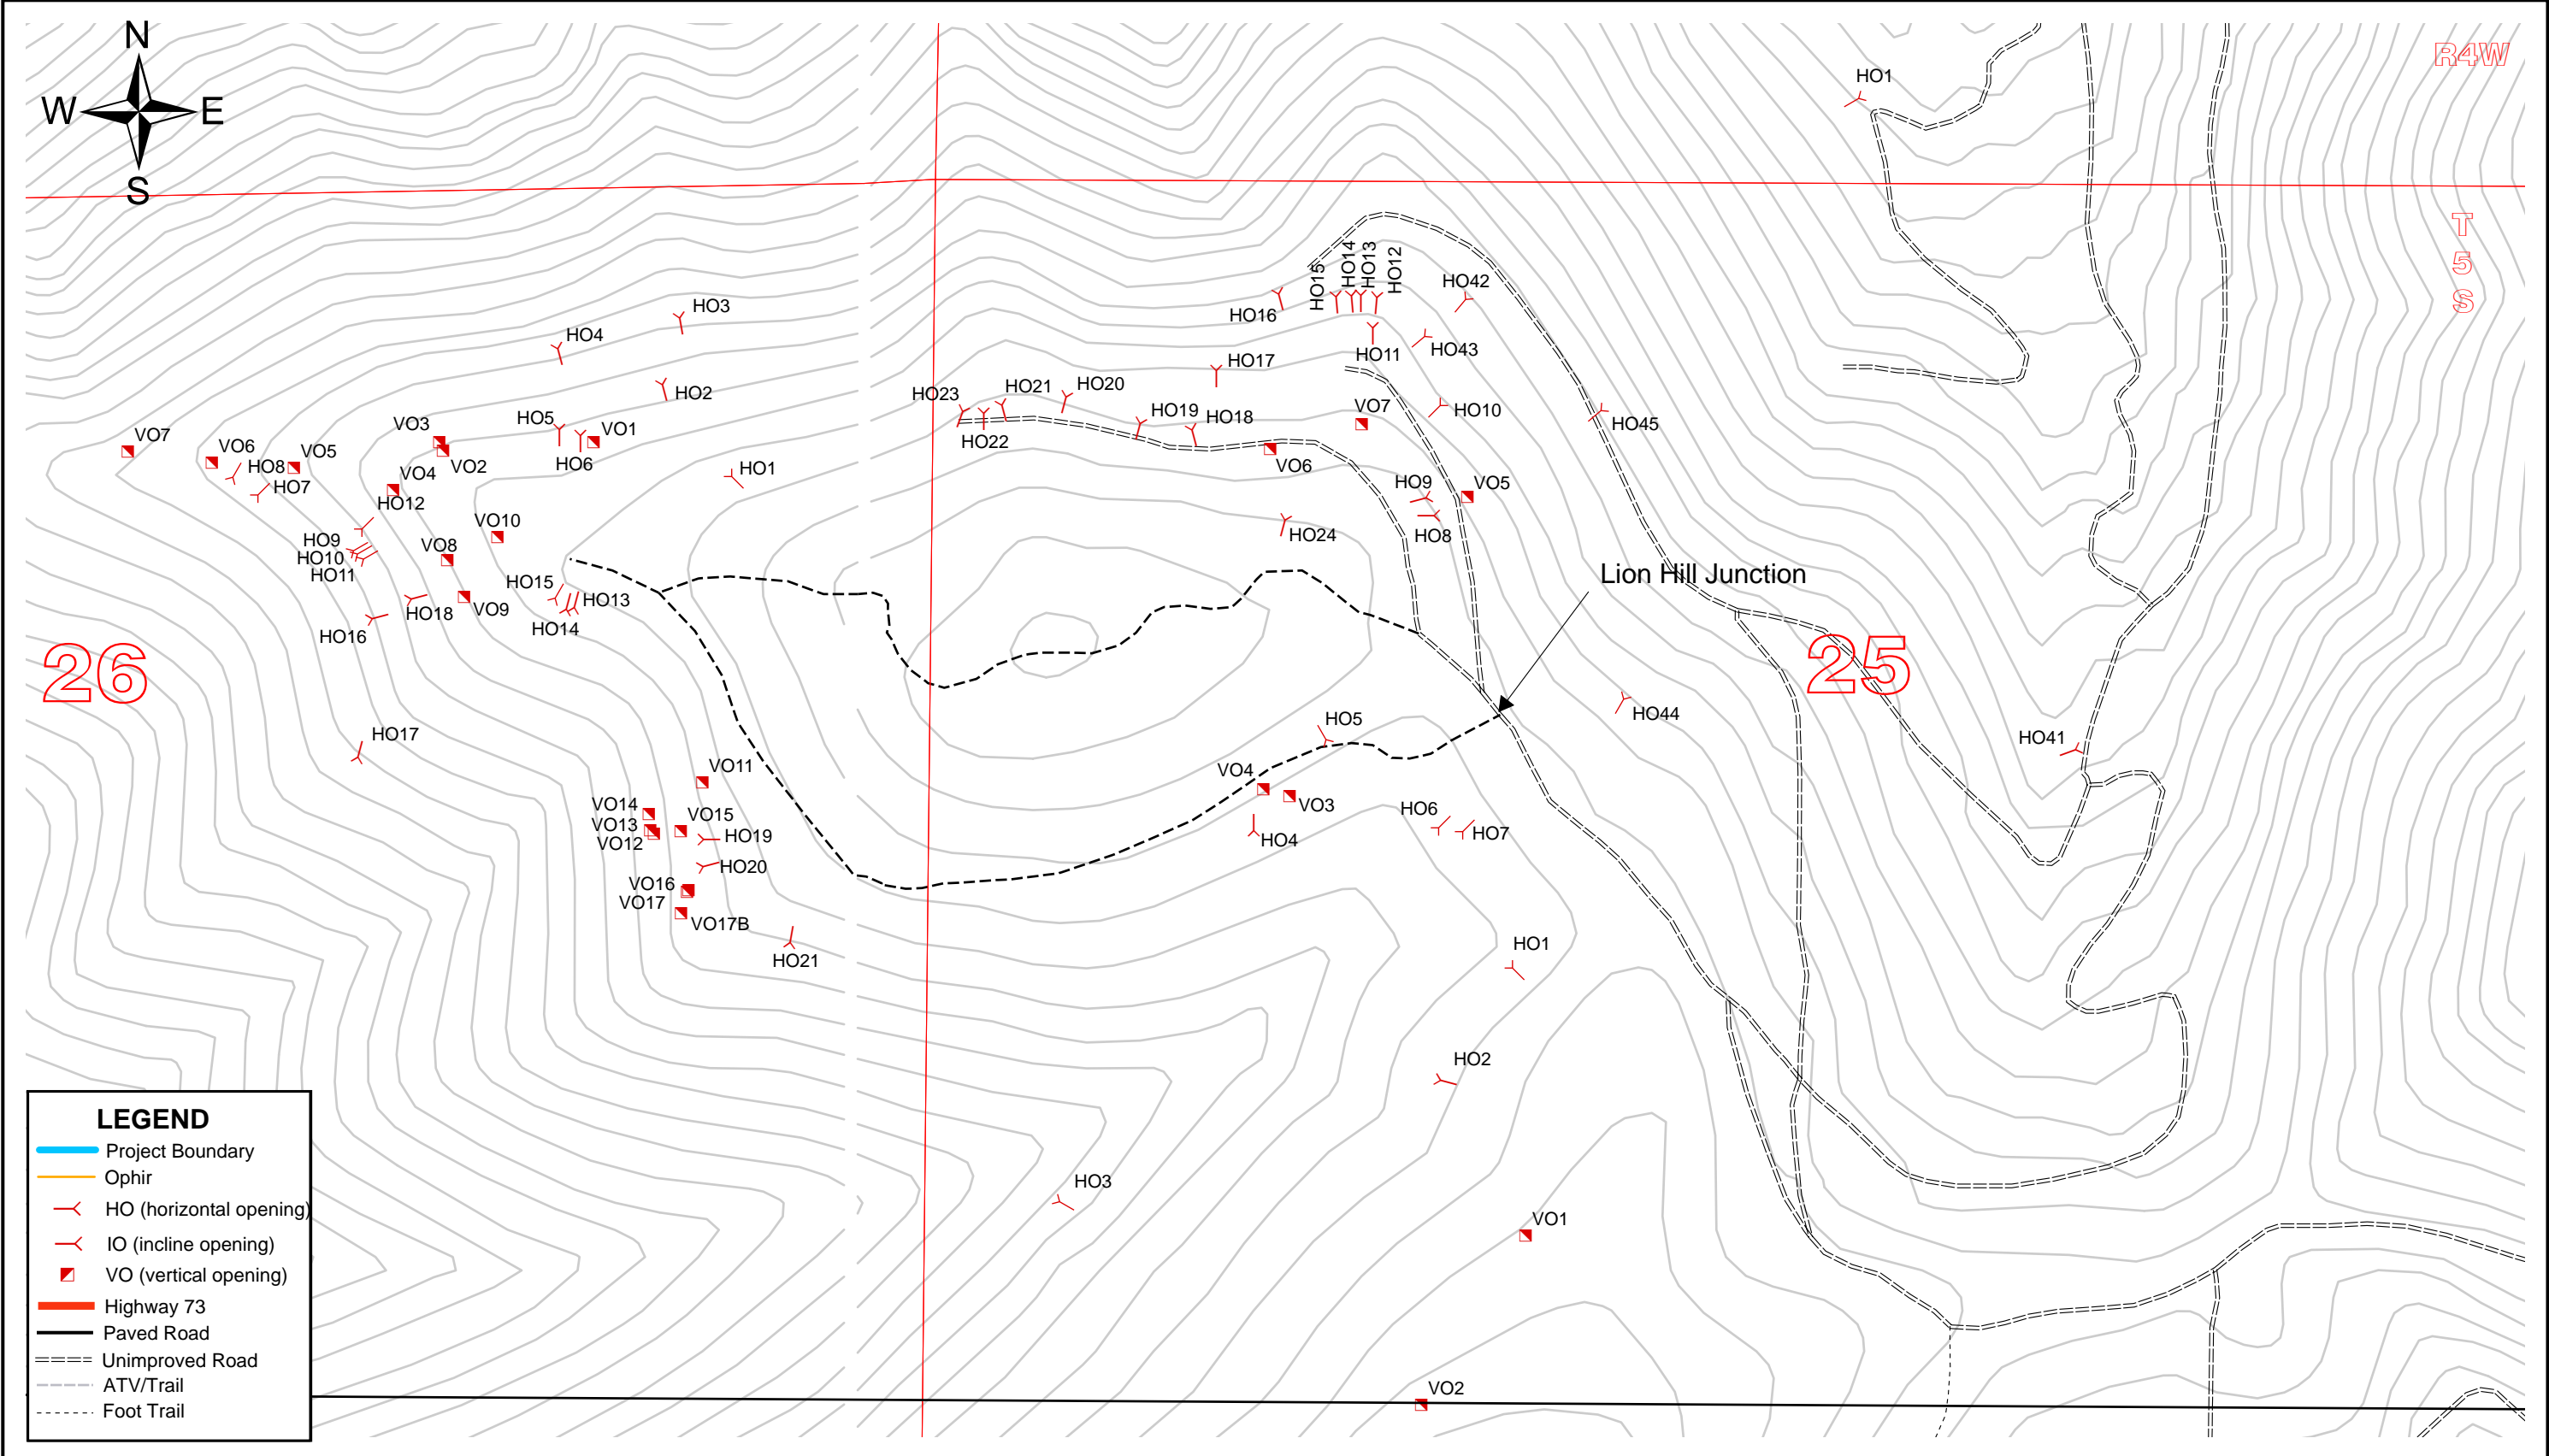 N
W E
S
R4W
T
5
S
HO1
HO3
HO4
HO2
HO5
VO1
HO6
VO3
VO2
VO4
VO7
VO6
VO5
HO8
HO7
HO12
HO9
HO10
HO11
VO10
VO8
VO9
HO1
HO15
HO13
HO14
HO18
HO16
HO17
26
VO11
VO14
VO13
VO12
VO15
HO19
HO20
VO16
VO17
VO17B
HO21
HO15
HO14
HO13
HO12
HO42
HO16
HO11
HO43
HO17
HO23
HO21
HO20
HO22
HO19
HO18
VO7
HO10
HO45
VO6
HO9
VO5
HO8
HO24
Lion Hill Junction
25
HO44
HO41
HO5
VO4
VO3
HO4
HO6
HO7
HO1
HO2
HO3
VO1
VO2
LEGEND
Project Boundary
Ophir
HO (horizontal opening)
IO (incline opening)
VO (vertical opening)
Highway 73
Paved Road
Unimproved Road
ATV/Trail
Foot Trail